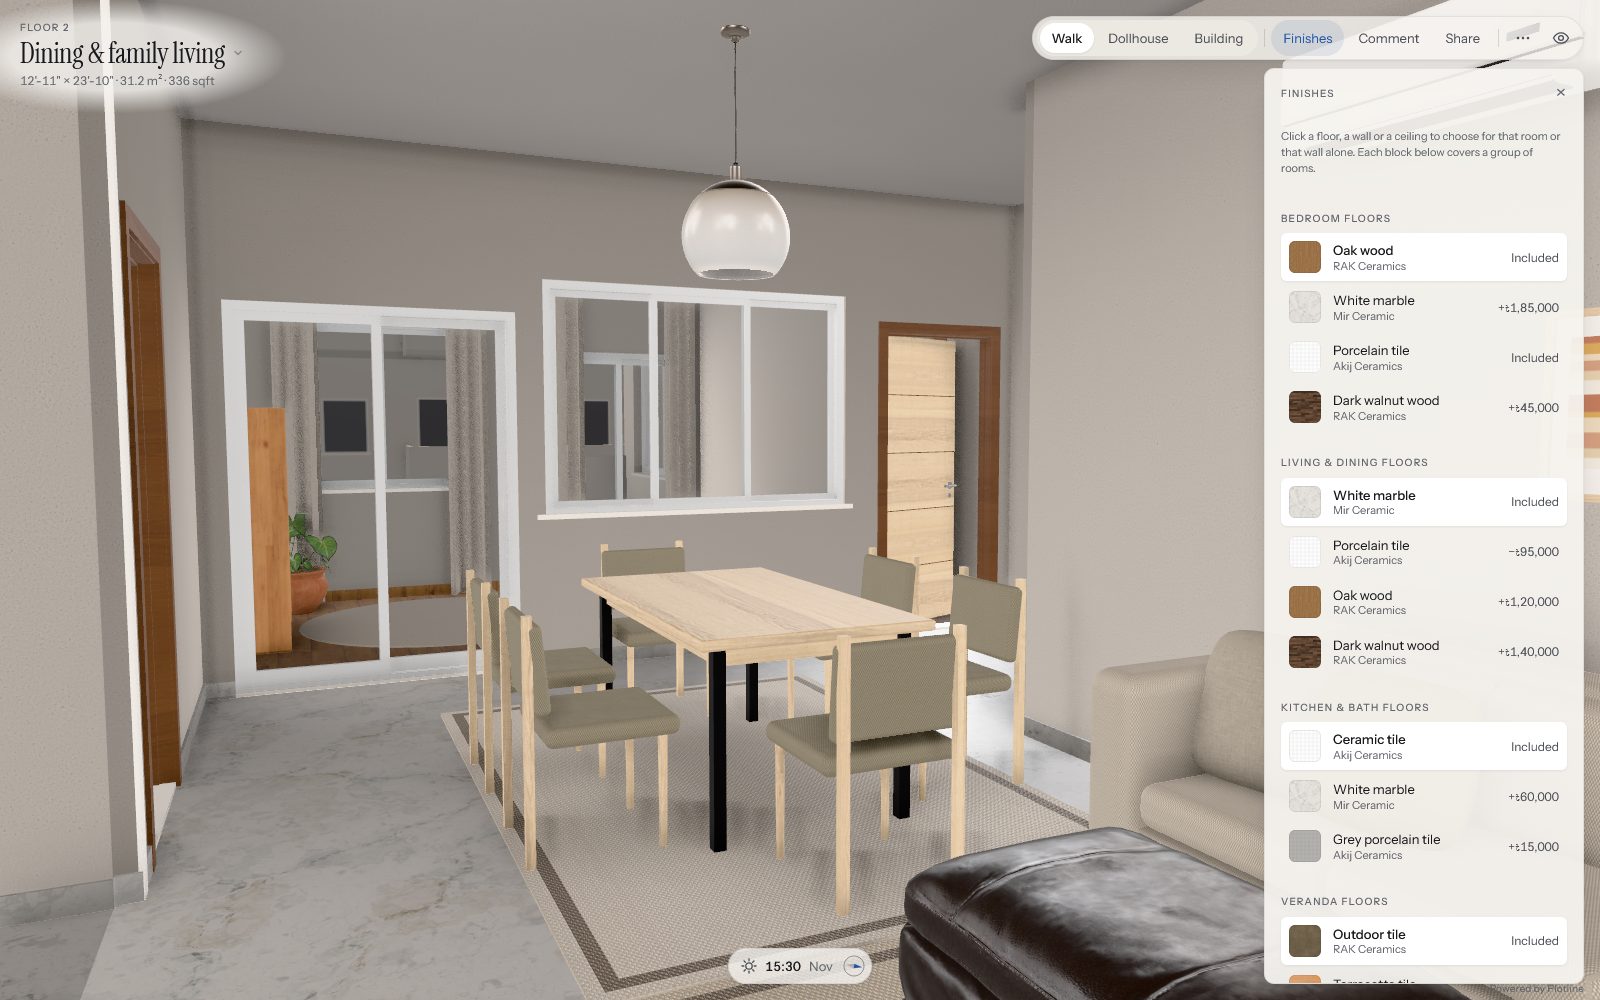 FLOOR 2
Dining & family living
12'-11" × 23'-10" · 31.2 m² · 336 sqft
Walk
Dollhouse
Building
Finishes
Comment
Share
FINISHES
Click a floor, a wall or a ceiling to choose for that room or
that wall alone. Each block below covers a group of
rooms.
BEDROOM FLOORS
Oak wood
RAK Ceramics
Included
White marble
Mir Ceramic
+৳1,85,000
Porcelain tile
Akij Ceramics
Included
Dark walnut wood
RAK Ceramics
+৳45,000
LIVING & DINING FLOORS
White marble
Mir Ceramic
Included
Porcelain tile
Akij Ceramics
−৳95,000
Oak wood
RAK Ceramics
+৳1,20,000
Dark walnut wood
RAK Ceramics
+৳1,40,000
KITCHEN & BATH FLOORS
Ceramic tile
Akij Ceramics
Included
White marble
Mir Ceramic
+৳60,000
Grey porcelain tile
Akij Ceramics
+৳15,000
VERANDA FLOORS
Outdoor tile
RAK Ceramics
Included
Terracotta tile
15:30 Nov
Powered by Plotline